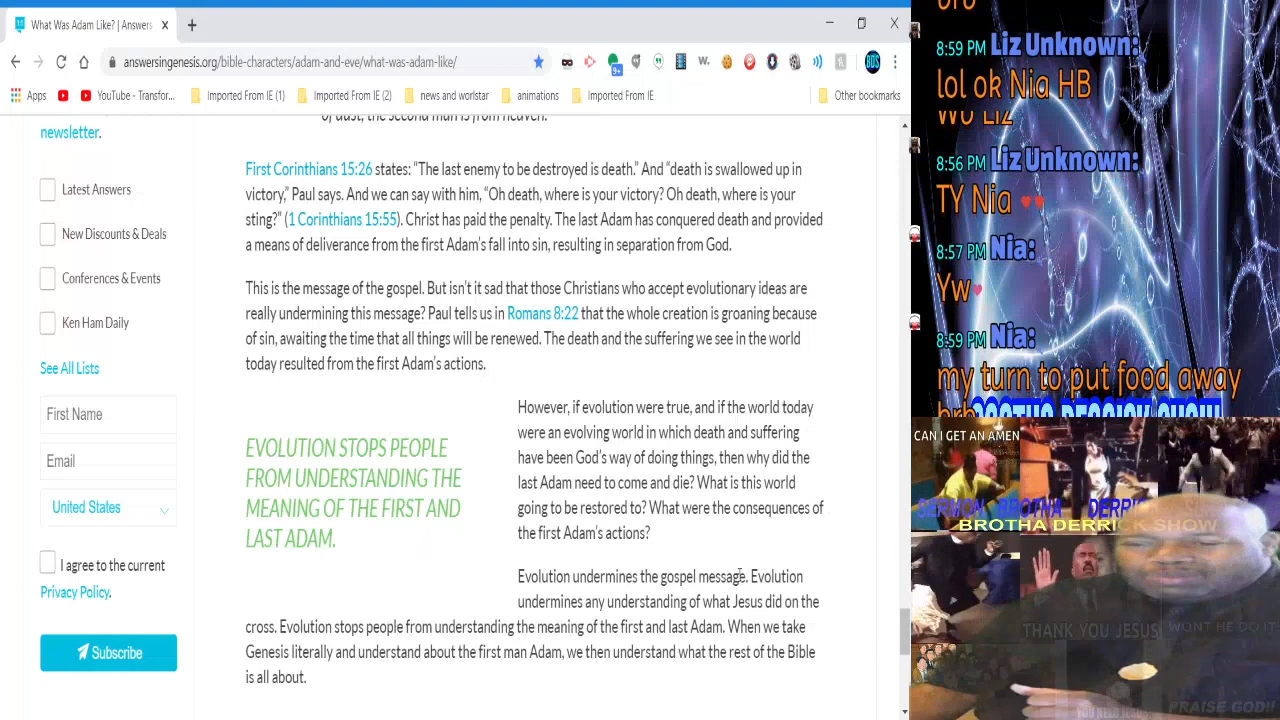 What Was Adam Like? | Answers
answersingenesis.org/bible-characters/adam-and-eve/what-was-adam-like/
9+
W.
BDS
Apps
YouTube - Transfor...
Imported From IE (1)
Imported From IE (2)
news and worlstar
animations
Imported From IE
Other bookmarks
newsletter.
Latest Answers
New Discounts & Deals
Conferences & Events
Ken Ham Daily
See All Lists
First Name
Email
United States
I agree to the current
Privacy Policy.
Subscribe
of dust, the second man is from heaven.
First Corinthians 15:26 states: “The last enemy to be destroyed is death.” And “death is swallowed up in
victory,” Paul says. And we can say with him, “Oh death, where is your victory? Oh death, where is your
sting?” (1 Corinthians 15:55). Christ has paid the penalty. The last Adam has conquered death and provided
a means of deliverance from the first Adam’s fall into sin, resulting in separation from God.
This is the message of the gospel. But isn’t it sad that those Christians who accept evolutionary ideas are
really undermining this message? Paul tells us in Romans 8:22 that the whole creation is groaning because
of sin, awaiting the time that all things will be renewed. The death and the suffering we see in the world
today resulted from the first Adam’s actions.
EVOLUTION STOPS PEOPLE
FROM UNDERSTANDING THE
MEANING OF THE FIRST AND
LAST ADAM.
However, if evolution were true, and if the world today
were an evolving world in which death and suffering
have been God’s way of doing things, then why did the
last Adam need to come and die? What is this world
going to be restored to? What were the consequences of
the first Adam’s actions?
Evolution undermines the gospel message. Evolution
undermines any understanding of what Jesus did on the
cross. Evolution stops people from understanding the meaning of the first and last Adam. When we take
Genesis literally and understand about the first man Adam, we then understand what the rest of the Bible
is all about.
8:59 PM Liz Unknown:
lol ok Nia HB
8:56 PM Liz Unknown:
TY Nia
8:57 PM Nia:
Yw
8:59 PM Nia:
my turn to put food away
brb
BROTHA DERRICK SHOW
CAN I GET AN AMEN
SERMON BROTHA DERRICK
BROTHA DERRICK SHOW
THANK YOU JESUS
WONT HE DO IT
PRAISE GOD!!